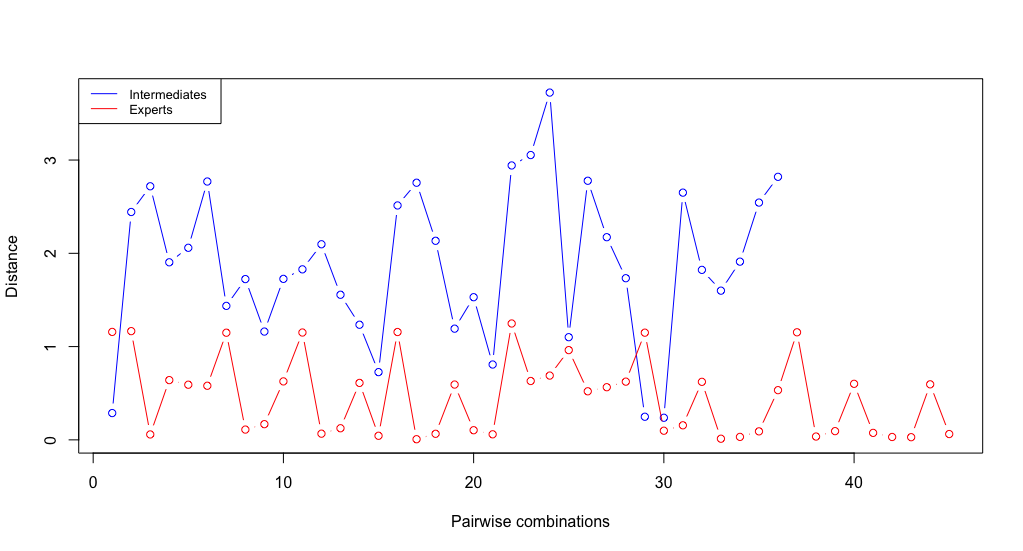 Intermediates
Experts
Distance
3
2
1
0
0 10 20 30 40
Pairwise combinations